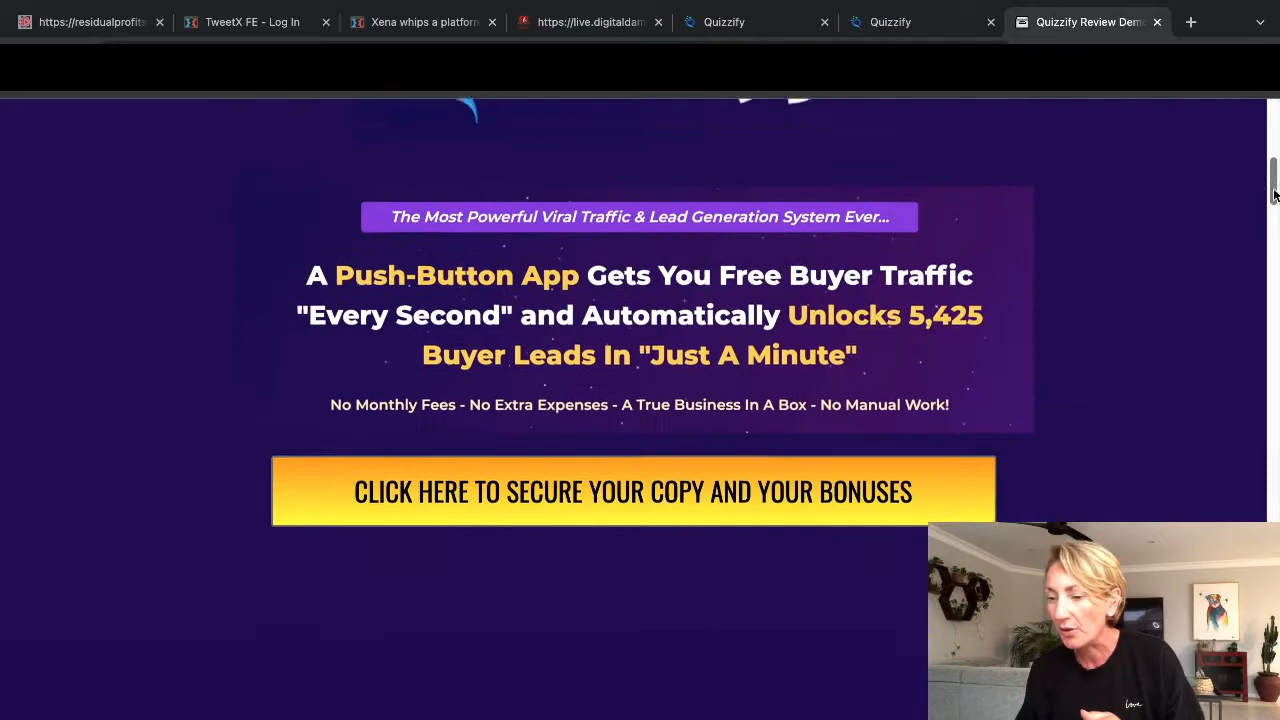 https://residualprofits
TweetX FE - Log In
Xena whips a platform
https://live.digitaldam
Quizzify
Quizzify
Quizzify Review Demo
The Most Powerful Viral Traffic & Lead Generation System Ever...
A Push-Button App Gets You Free Buyer Traffic
"Every Second" and Automatically Unlocks 5,425
Buyer Leads In "Just A Minute"
No Monthly Fees - No Extra Expenses - A True Business In A Box - No Manual Work!
CLICK HERE TO SECURE YOUR COPY AND YOUR BONUSES
love